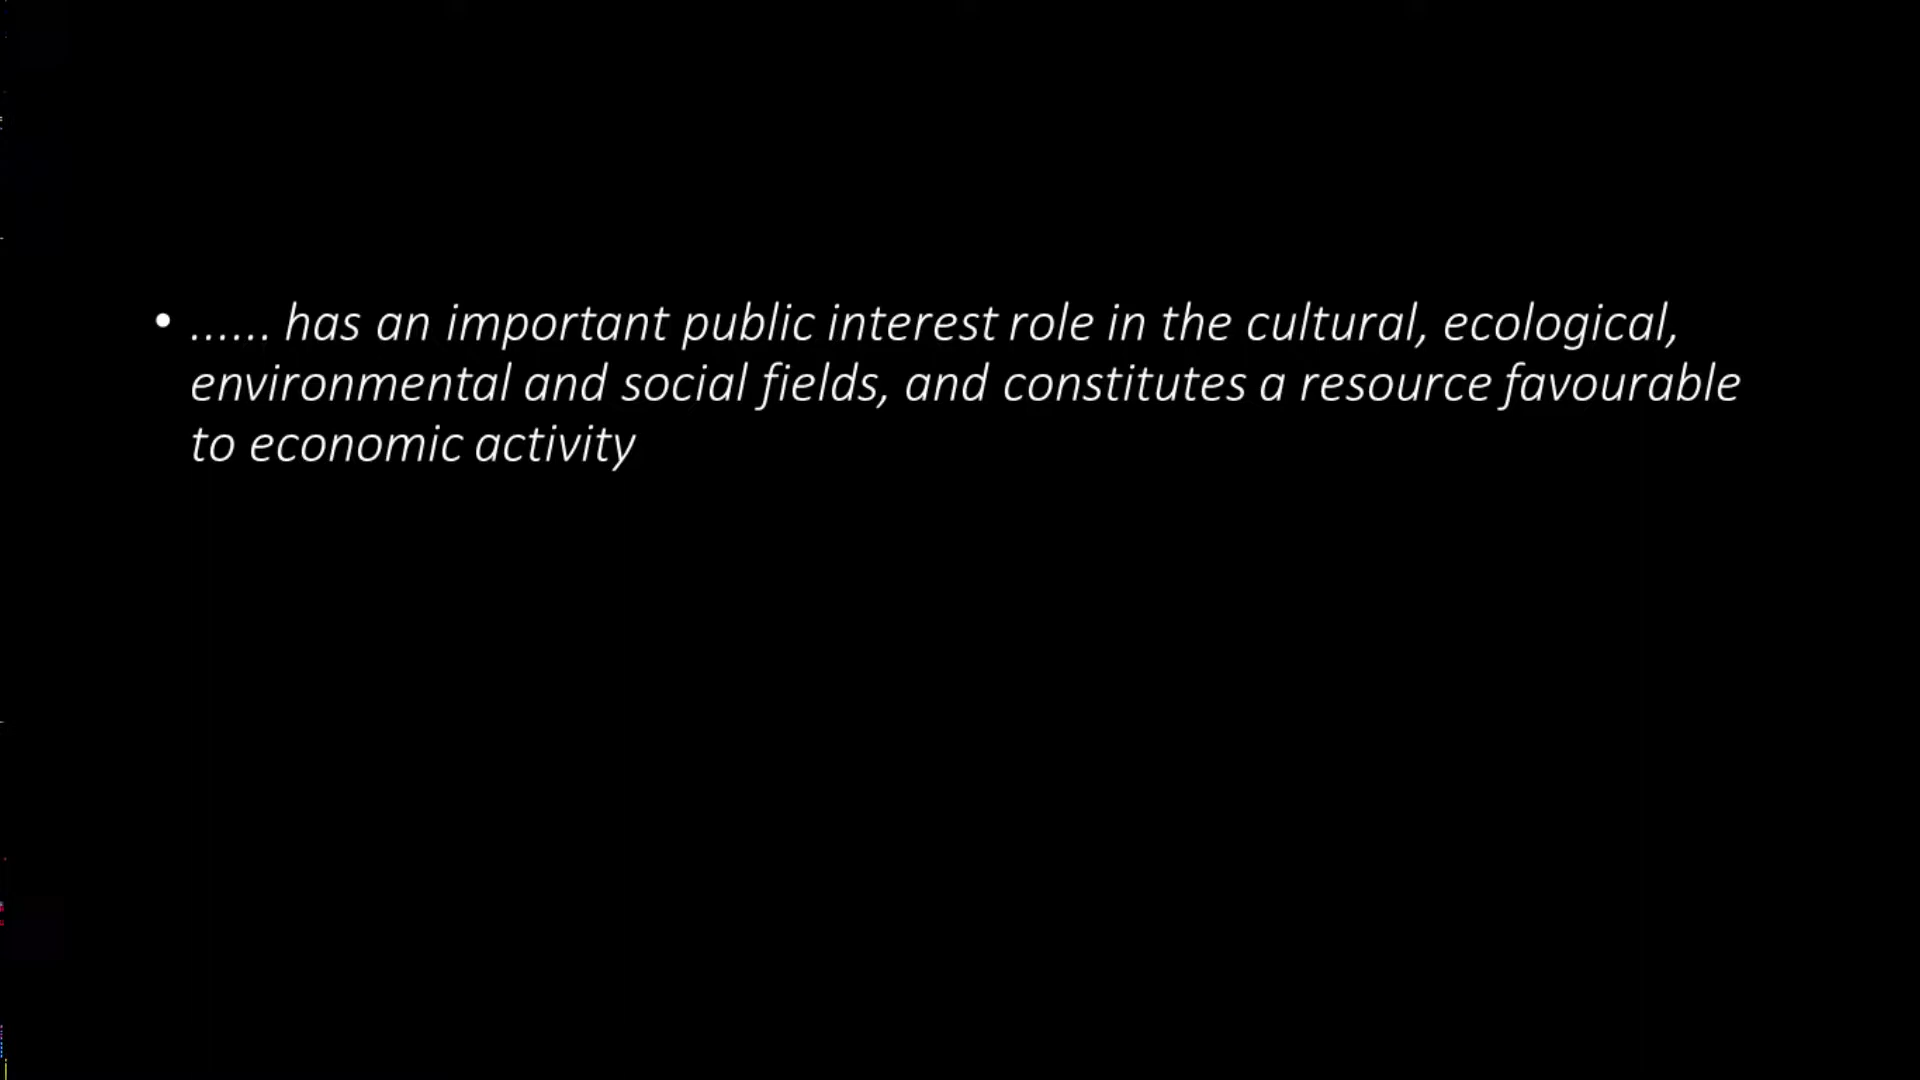 • ...... has an important public interest role in the cultural, ecological,
environmental and social fields, and constitutes a resource favourable
to economic activity